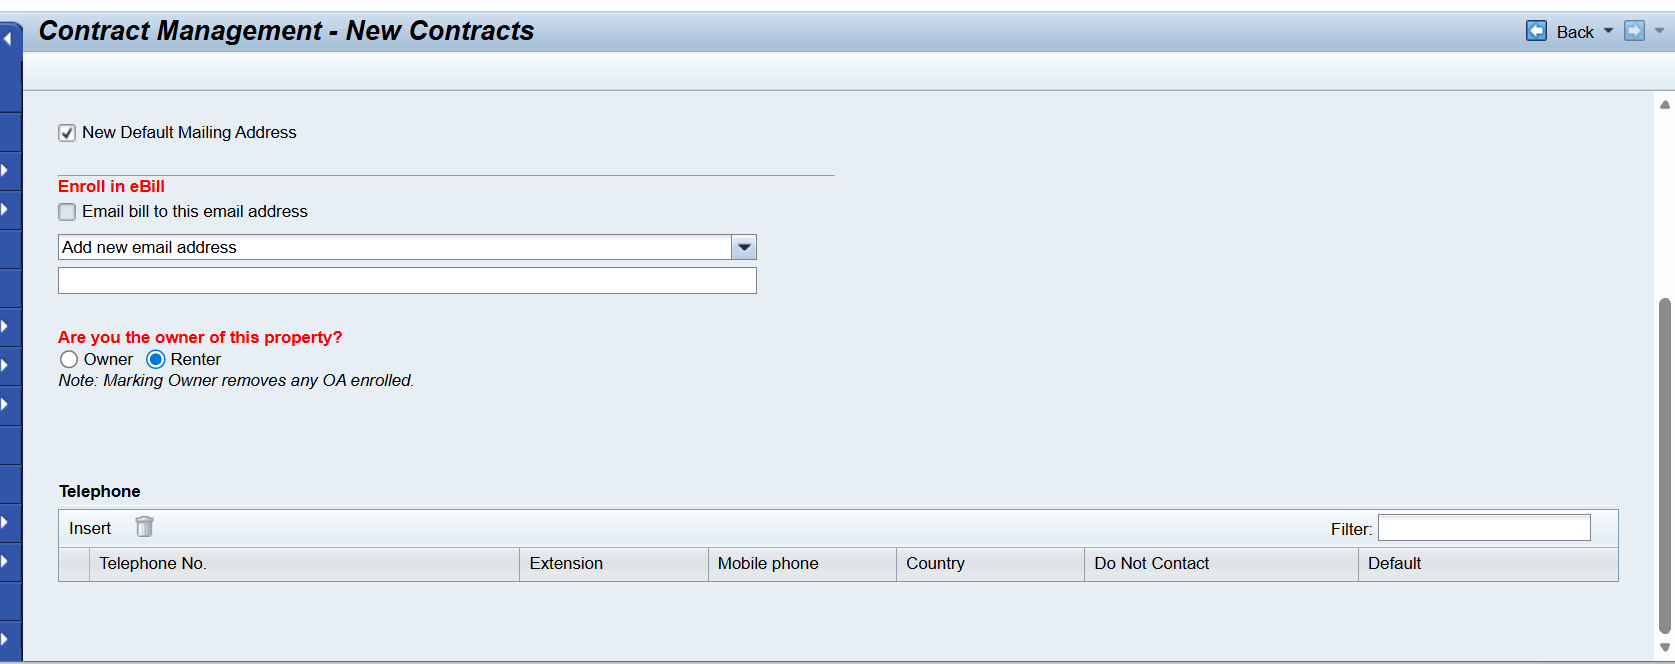 Contract Management - New Contracts
Back
New Default Mailing Address
Enroll in eBill
Email bill to this email address
Add new email address
Are you the owner of this property?
Owner Renter
Note: Marking Owner removes any OA enrolled.
Telephone
Insert Filter:
Telephone No. Extension Mobile phone Country Do Not Contact Default